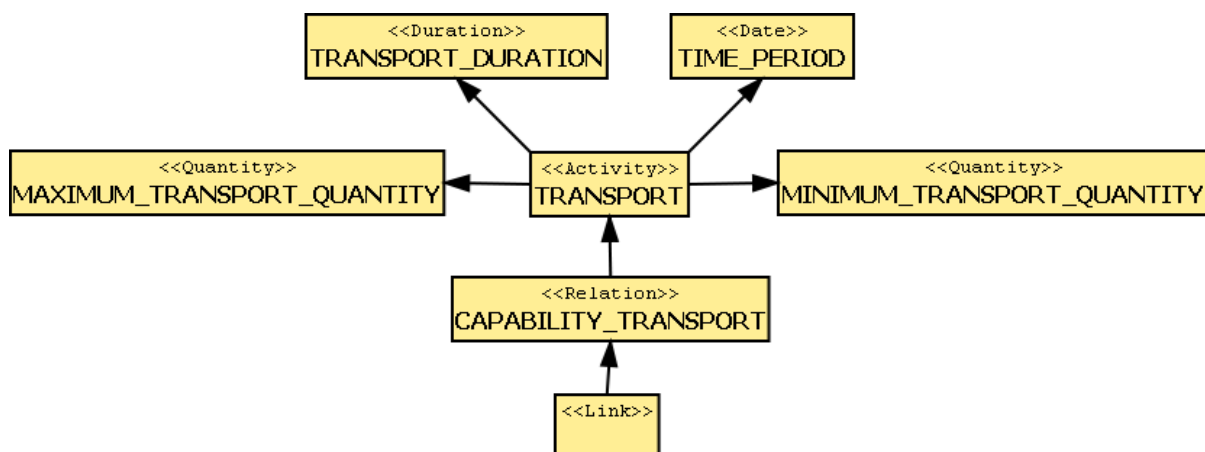 <<Duration>>
TRANSPORT_DURATION
<<Date>>
TIME_PERIOD
<<Quantity>>
MAXIMUM_TRANSPORT_QUANTITY
<<Activity>>
TRANSPORT
<<Quantity>>
MINIMUM_TRANSPORT_QUANTITY
<<Relation>>
CAPABILITY_TRANSPORT
<<Link>>